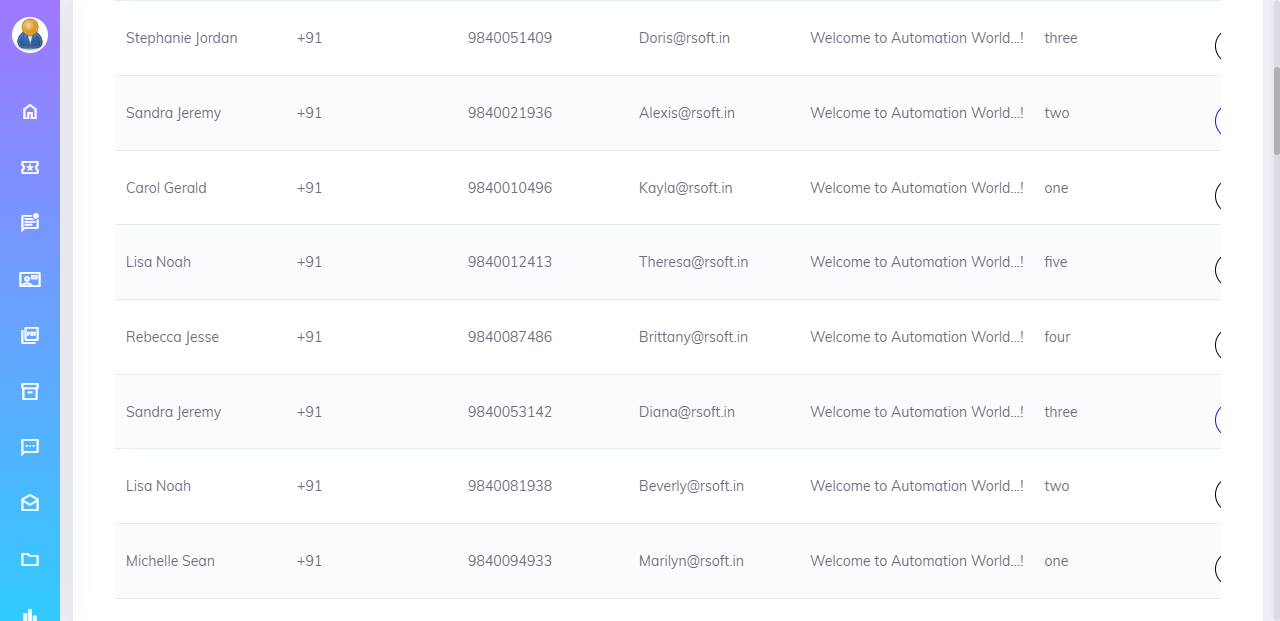 Stephanie Jordan +91 9840051409 Doris@rsoft.in Welcome to Automation World...! three
Sandra Jeremy +91 9840021936 Alexis@rsoft.in Welcome to Automation World...! two
Carol Gerald +91 9840010496 Kayla@rsoft.in Welcome to Automation World...! one
Lisa Noah +91 9840012413 Theresa@rsoft.in Welcome to Automation World...! five
Rebecca Jesse +91 9840087486 Brittany@rsoft.in Welcome to Automation World...! four
Sandra Jeremy +91 9840053142 Diana@rsoft.in Welcome to Automation World...! three
Lisa Noah +91 9840081938 Beverly@rsoft.in Welcome to Automation World...! two
Michelle Sean +91 9840094933 Marilyn@rsoft.in Welcome to Automation World...! one